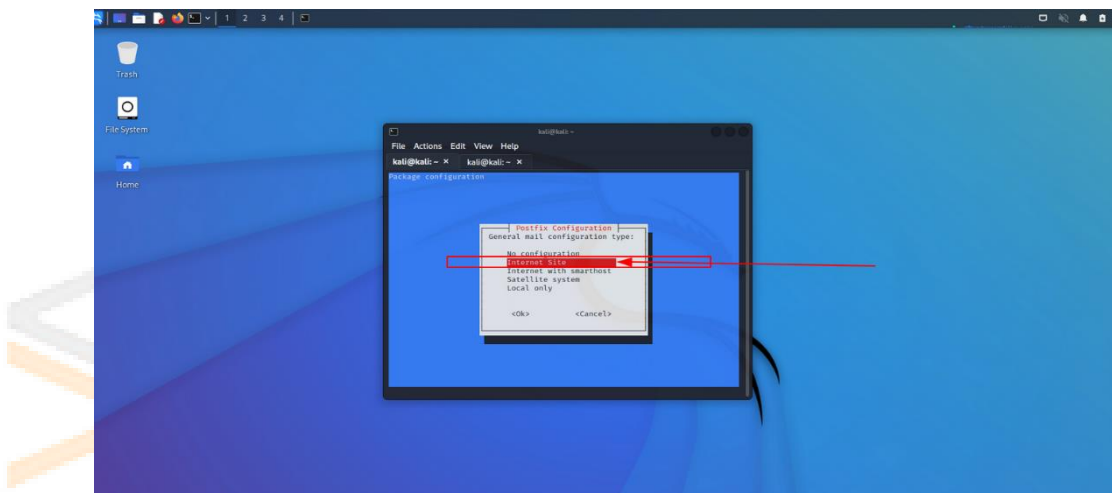 1 2 3 4
Trash
File System
Home
kali@kali: ~
File Actions Edit View Help
kali@kali: ~ × kali@kali: ~ ×
Package configuration
Postfix Configuration
General mail configuration type:
No configuration
Internet Site
Internet with smarthost
Satellite system
Local only
<Ok> <Cancel>